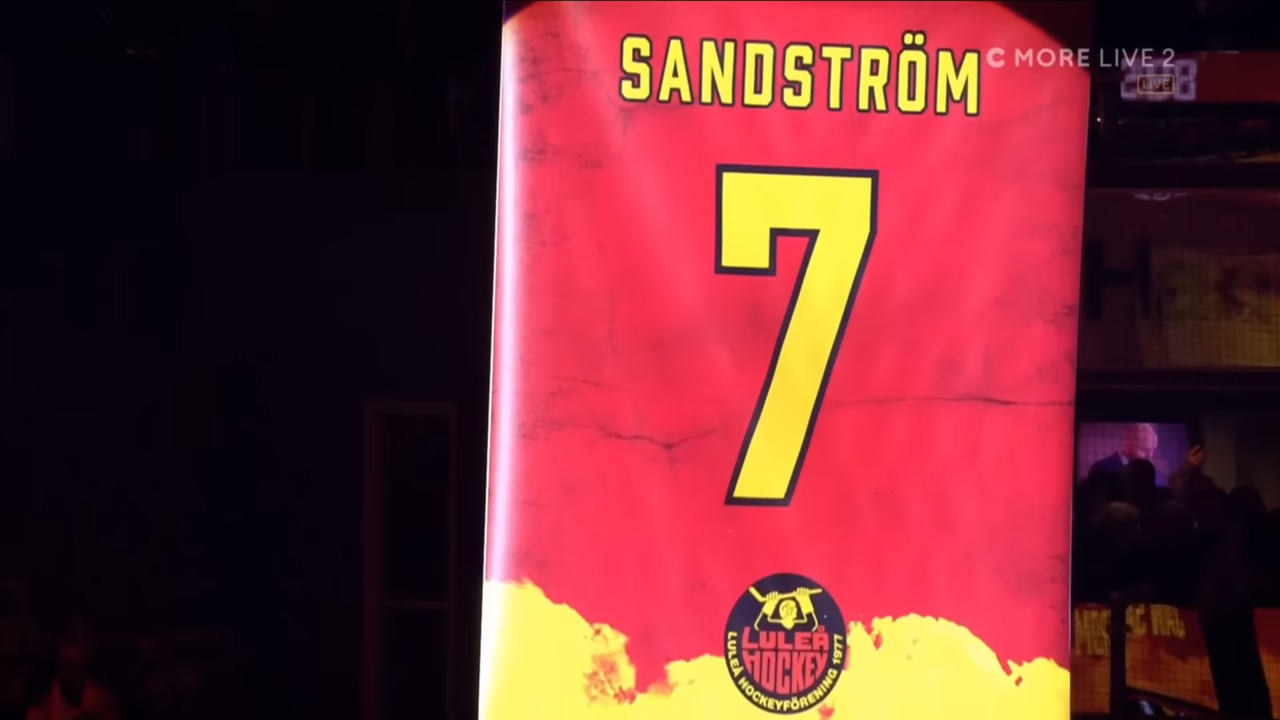 SANDSTRÖM
C MORE LIVE 2
LIVE
7
LULEÅ
HOCKEY
LULEÅ HOCKEYFÖRENING 1977